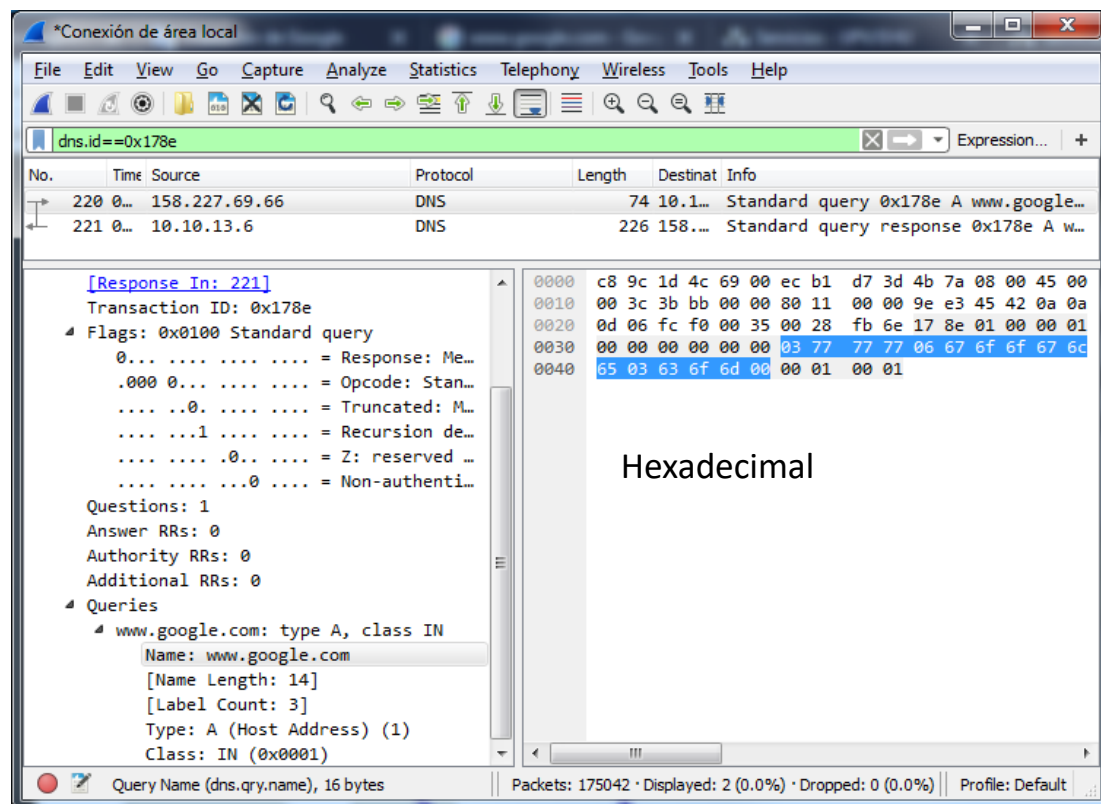 *Conexión de área local
File Edit View Go Capture Analyze Statistics Telephony Wireless Tools Help
dns.id==0x178e Expression... +
No. Time Source Protocol Length Destinat Info
220 0… 158.227.69.66 DNS 74 10.1… Standard query 0x178e A www.google…
221 0… 10.10.13.6 DNS 226 158.… Standard query response 0x178e A w…
[Response In: 221]
Transaction ID: 0x178e
Flags: 0x0100 Standard query
0... .... .... .... = Response: Me…
.000 0... .... .... = Opcode: Stan…
.... ..0. .... .... = Truncated: M…
.... ...1 .... .... = Recursion de…
.... .... .0.. .... = Z: reserved …
.... .... ...0 .... = Non-authenti…
Questions: 1
Answer RRs: 0
Authority RRs: 0
Additional RRs: 0
Queries
www.google.com: type A, class IN
Name: www.google.com
[Name Length: 14]
[Label Count: 3]
Type: A (Host Address) (1)
Class: IN (0x0001)
0000 c8 9c 1d 4c 69 00 ec b1 d7 3d 4b 7a 08 00 45 00
0010 00 3c 3b bb 00 00 80 11 00 00 9e e3 45 42 0a 0a
0020 0d 06 fc f0 00 35 00 28 fb 6e 17 8e 01 00 00 01
0030 00 00 00 00 00 00 03 77 77 77 06 67 6f 6f 67 6c
0040 65 03 63 6f 6d 00 00 01 00 01
Hexadecimal
Query Name (dns.qry.name), 16 bytes Packets: 175042 · Displayed: 2 (0.0%) · Dropped: 0 (0.0%) Profile: Default